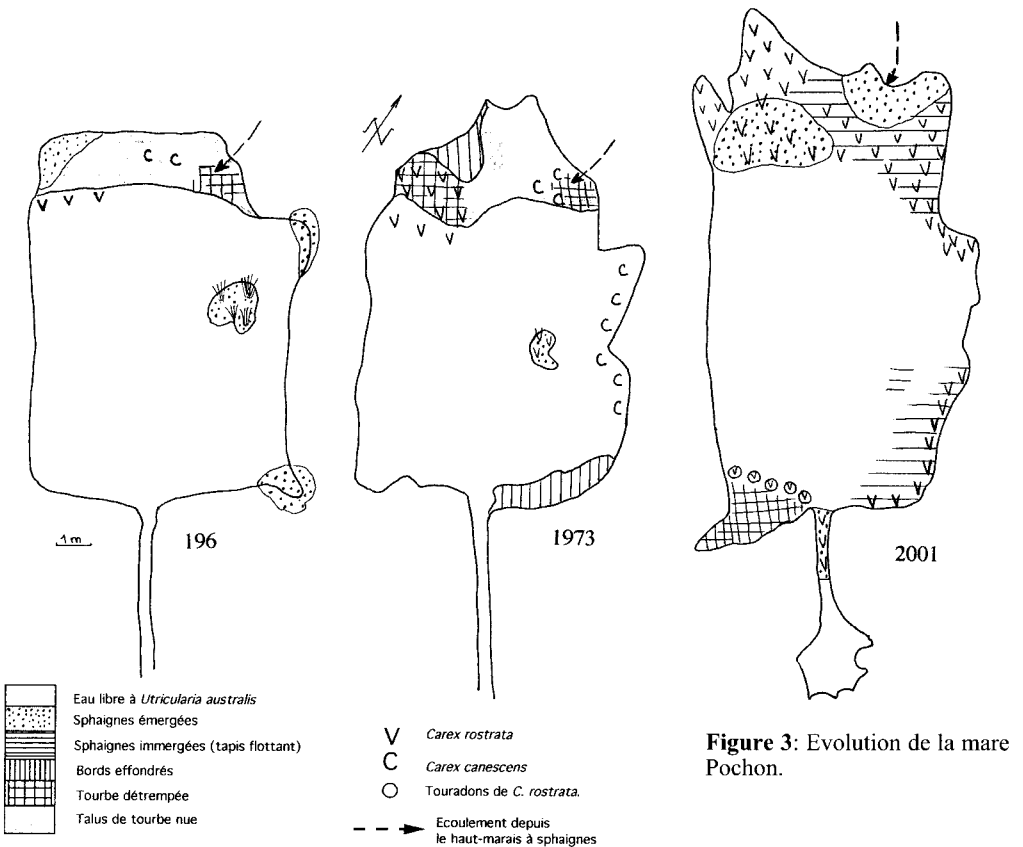 N
1 m
196
1973
2001
Eau libre à Utricularia australis
Sphaignes émergées
Sphaignes immergées (tapis flottant)
Bords effondrés
Tourbe détrempée
Talus de tourbe nue
V Carex rostrata
C Carex canescens
Touradons de C. rostrata.
Ecoulement depuis
le haut-marais à sphaignes
Figure 3: Evolution de la mare
Pochon.